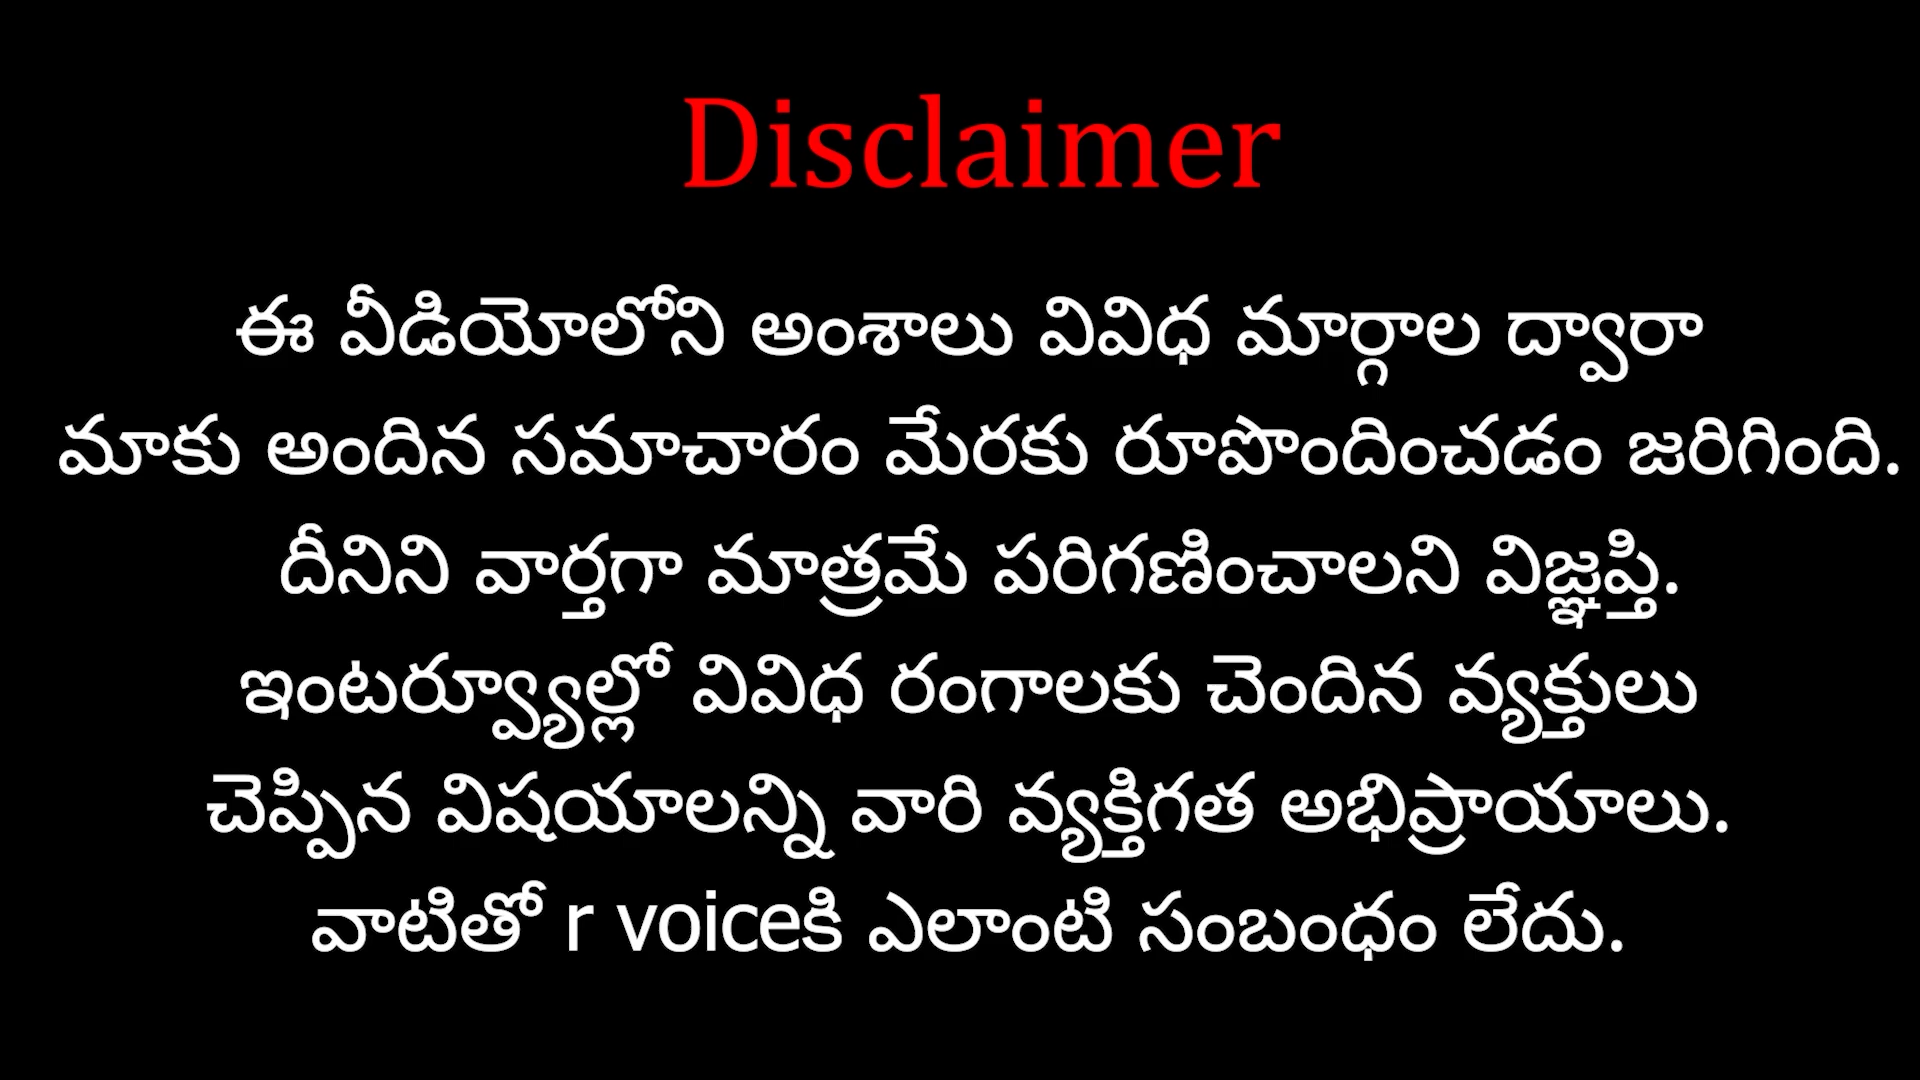 Disclaimer
ఈ వీడియోలోని అంశాలు వివిధ మార్గాల ద్వారా
మాకు అందిన సమాచారం మేరకు రూపొందించడం జరిగింది.
దీనిని వార్తగా మాత్రమే పరిగణించాలని విజ్ఞప్తి.
ఇంటర్వ్యూల్లో వివిధ రంగాలకు చెందిన వ్యక్తులు
చెప్పిన విషయాలన్ని వారి వ్యక్తిగత అభిప్రాయాలు.
వాటితో r voiceకి ఎలాంటి సంబంధం లేదు.